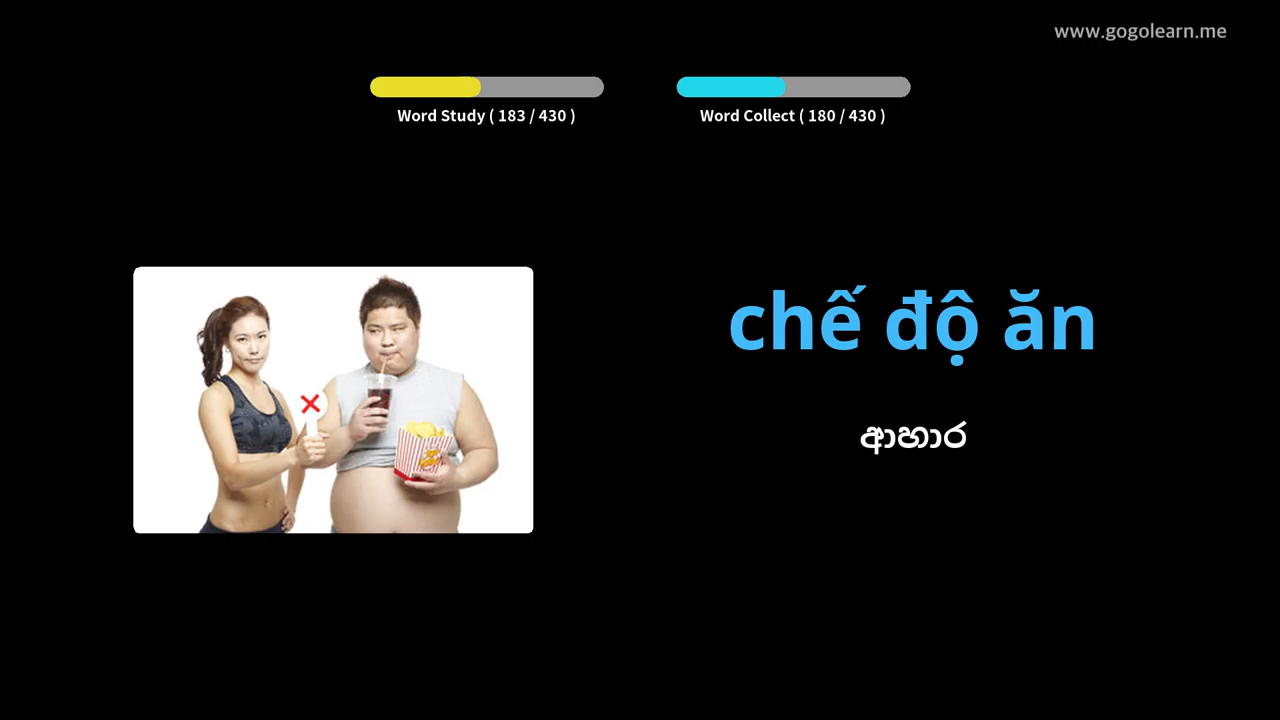 www.gogolearn.me
Word Study ( 183 / 430 )
Word Collect ( 180 / 430 )
chế độ ăn
ආහාර